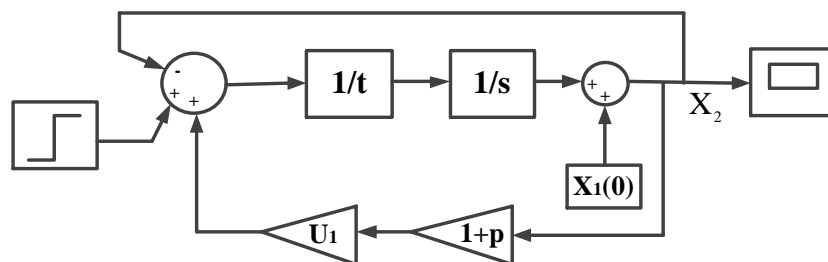 -
+
+
1/t
1/s
+
+
X₂
X₁(0)
U₁
1+p